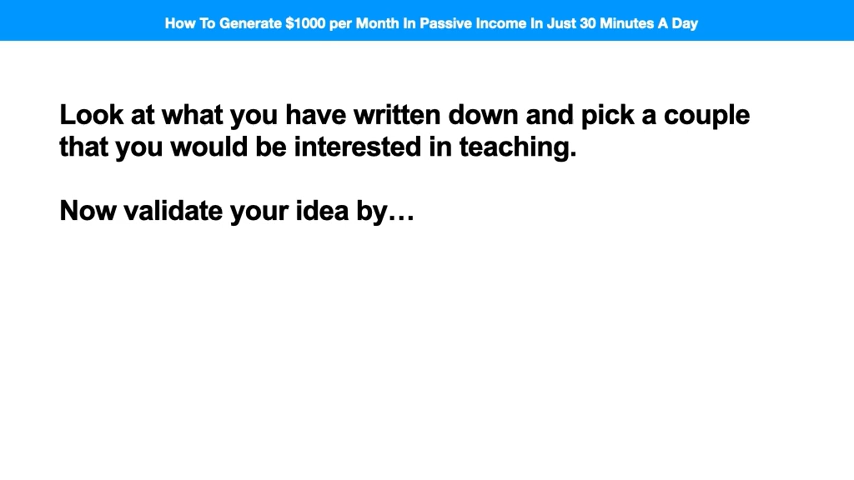 How To Generate $1000 per Month In Passive Income In Just 30 Minutes A Day
Look at what you have written down and pick a couple
that you would be interested in teaching.
Now validate your idea by…